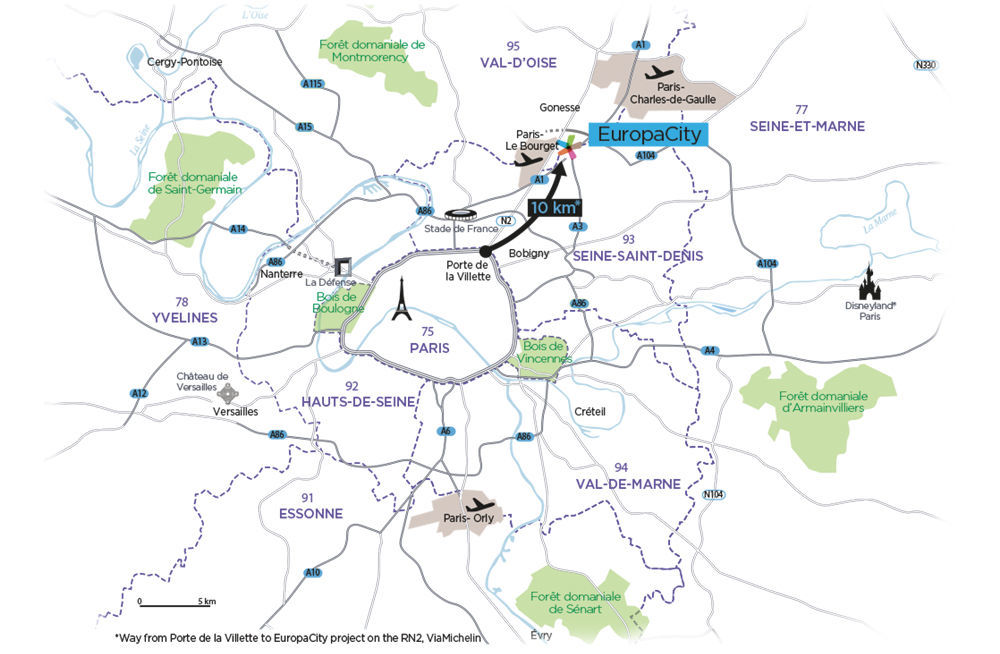 L'Oise
95
VAL-D'OISE
Forêt domaniale de
Montmorency
Cergy-Pontoise
A1
N330
A115
Paris-
Charles-de-Gaulle
Gonesse
77
SEINE-ET-MARNE
La Seine
A15
Paris-
Le Bourget
EuropaCity
A104
Forêt domaniale
de Saint-Germain
A1
10 km*
A86
Stade de France
N2
La Marne
A14
A3
93
SEINE-SAINT-DENIS
Bobigny
Porte de
la Villette
A86
Nanterre
La Défense
A104
78
YVELINES
Bois de
Boulogne
A86
Disneyland*
Paris
75
PARIS
Bois de
Vincennes
A13
A4
Château de
Versailles
A12
Versailles
92
HAUTS-DE-SEINE
Créteil
Forêt domaniale
d'Armainvilliers
A86
A6
A86
94
VAL-DE-MARNE
91
ESSONNE
N104
Paris- Orly
A10
0
5 km
Forêt domaniale
de Sénart
Évry
*Way from Porte de la Villette to EuropaCity project on the RN2, ViaMichelin